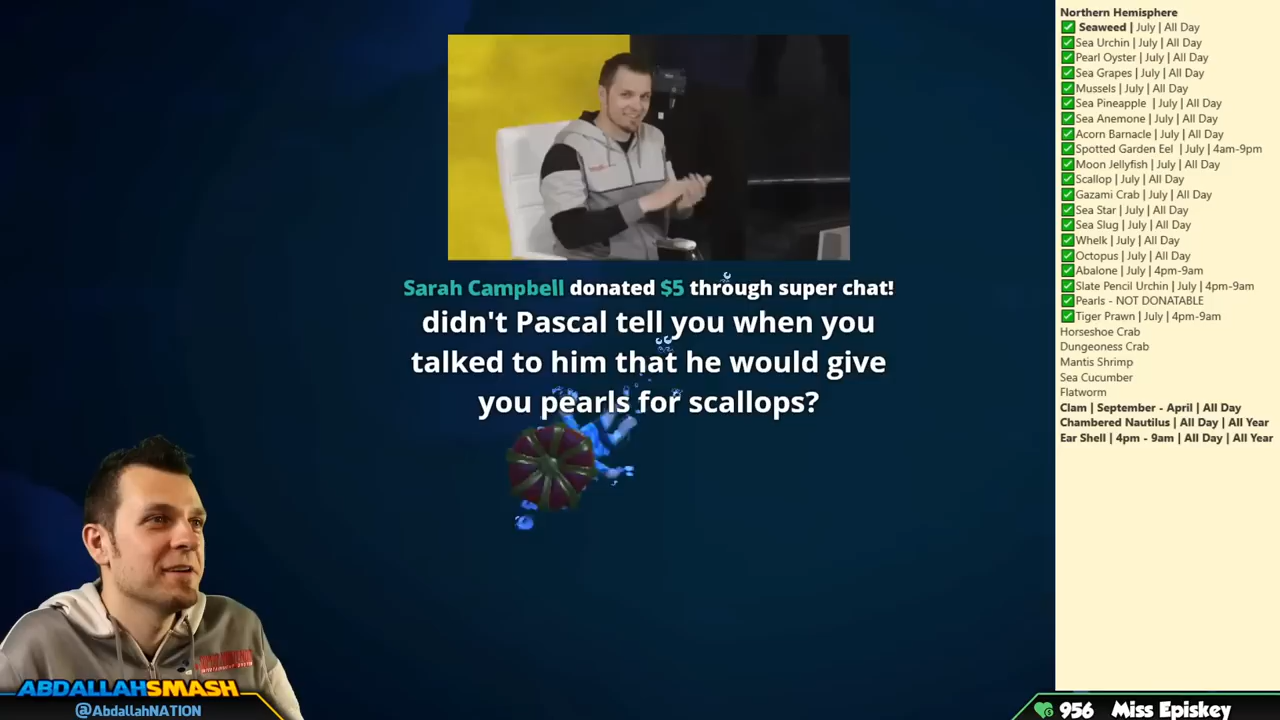 Sarah Campbell donated $5 through super chat!
didn't Pascal tell you when you
talked to him that he would give
you pearls for scallops?
Northern Hemisphere
✅ Seaweed | July | All Day
✅Sea Urchin | July | All Day
✅Pearl Oyster | July | All Day
✅Sea Grapes | July | All Day
✅Mussels | July | All Day
✅Sea Pineapple | July | All Day
✅Sea Anemone | July | All Day
✅Acorn Barnacle | July | All Day
✅Spotted Garden Eel | July | 4am-9pm
✅Moon Jellyfish | July | All Day
✅Scallop | July | All Day
✅Gazami Crab | July | All Day
✅Sea Star | July | All Day
✅Sea Slug | July | All Day
✅Whelk | July | All Day
✅Octopus | July | All Day
✅Abalone | July | 4pm-9am
✅Slate Pencil Urchin | July | 4pm-9am
✅Pearls - NOT DONATABLE
✅Tiger Prawn | July | 4pm-9am
Horseshoe Crab
Dungeoness Crab
Mantis Shrimp
Sea Cucumber
Flatworm
Clam | September - April | All Day
Chambered Nautilus | All Day | All Year
Ear Shell | 4pm - 9am | All Day | All Year
ABDALLAHSMASH
@AbdallahNATION
956 Miss Episkey